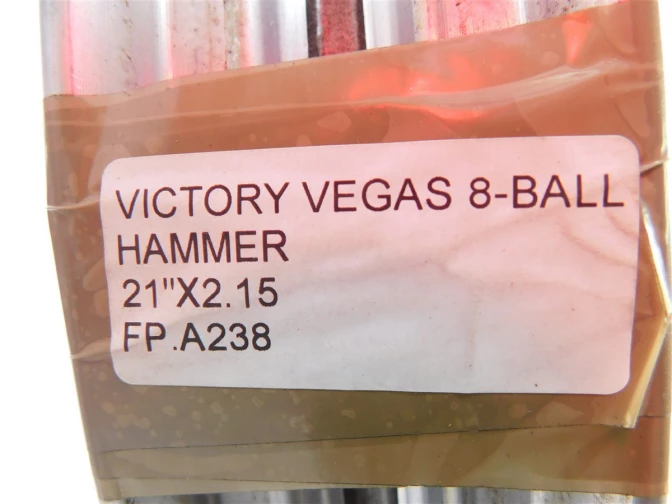 VICTORY VEGAS 8-BALL
HAMMER
21"X2.15
FP.A238